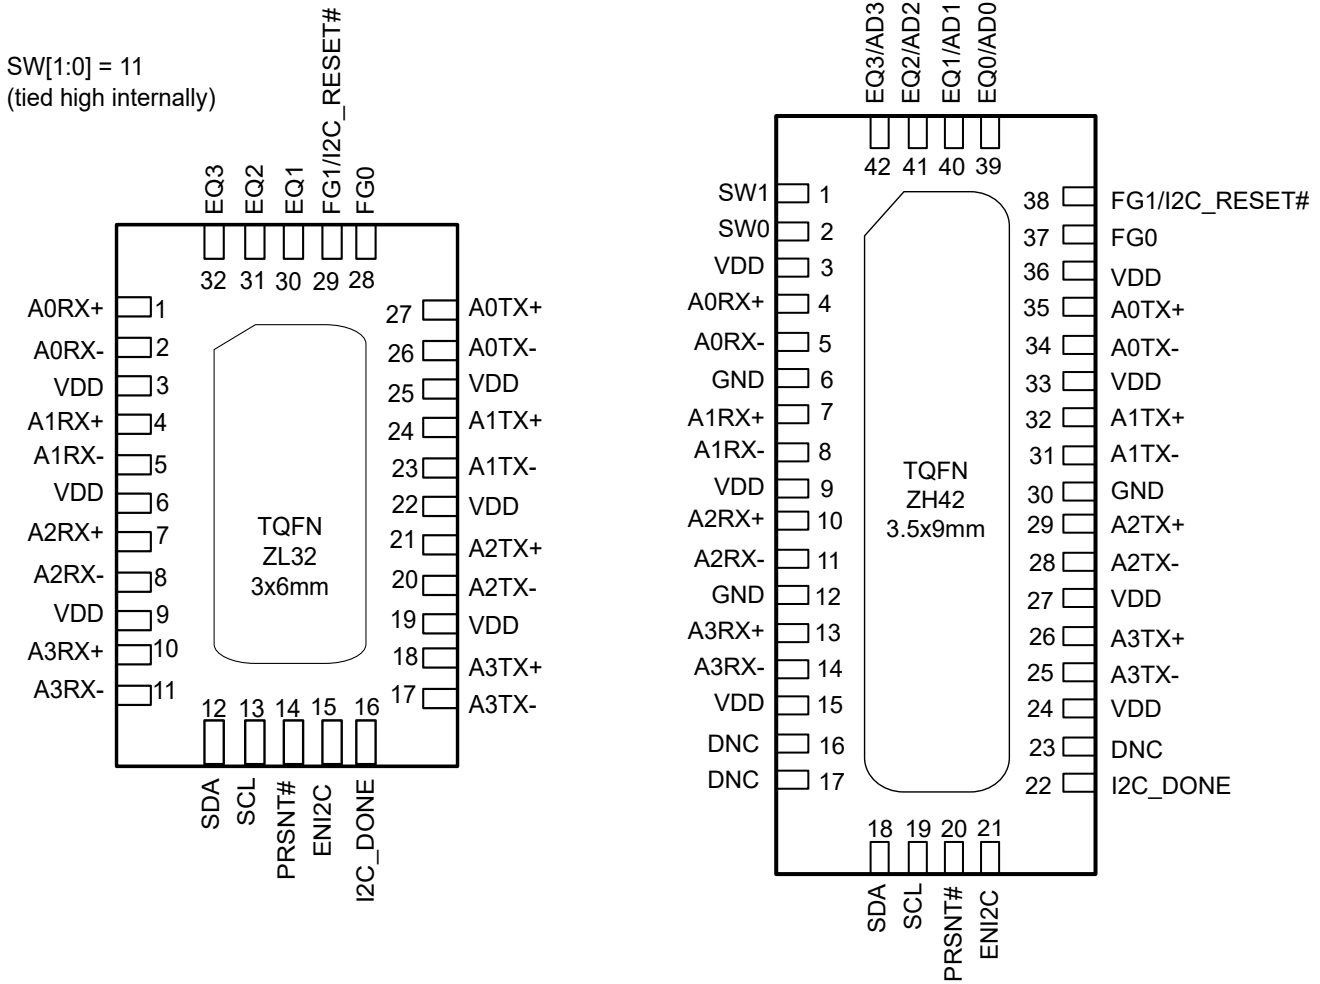 SW[1:0] = 11
(tied high internally)
EQ3
EQ2
EQ1
FG1/I2C_RESET#
FG0
32 31 30 29 28
A0RX+ 1
A0RX- 2
VDD 3
A1RX+ 4
A1RX- 5
VDD 6
A2RX+ 7
A2RX- 8
VDD 9
A3RX+ 10
A3RX- 11
27 A0TX+
26 A0TX-
25 VDD
24 A1TX+
23 A1TX-
22 VDD
21 A2TX+
20 A2TX-
19 VDD
18 A3TX+
17 A3TX-
TQFN
ZL32
3x6mm
12 13 14 15 16
SDA
SCL
PRSNT#
ENI2C
I2C_DONE
EQ3/AD3
EQ2/AD2
EQ1/AD1
EQ0/AD0
42 41 40 39
SW1 1
SW0 2
VDD 3
A0RX+ 4
A0RX- 5
GND 6
A1RX+ 7
A1RX- 8
VDD 9
A2RX+ 10
A2RX- 11
GND 12
A3RX+ 13
A3RX- 14
VDD 15
DNC 16
DNC 17
38 FG1/I2C_RESET#
37 FG0
36 VDD
35 A0TX+
34 A0TX-
33 VDD
32 A1TX+
31 A1TX-
30 GND
29 A2TX+
28 A2TX-
27 VDD
26 A3TX+
25 A3TX-
24 VDD
23 DNC
22 I2C_DONE
TQFN
ZH42
3.5x9mm
18 19 20 21
SDA
SCL
PRSNT#
ENI2C